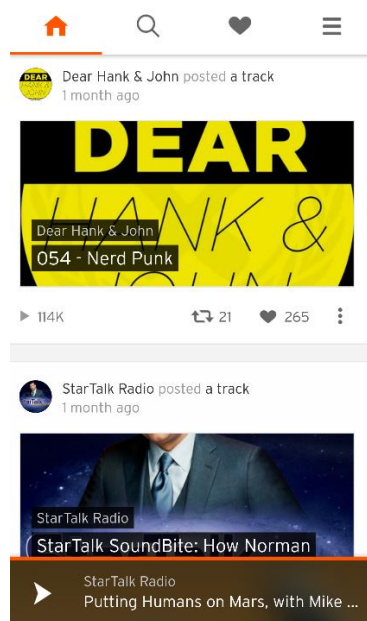 Dear Hank & John posted a track
1 month ago
DEAR
HANK &
JOHN
Dear Hank & John
054 - Nerd Punk
114K 21 265
StarTalk Radio posted a track
1 month ago
StarTalk Radio
StarTalk SoundBite: How Norman
StarTalk Radio
Putting Humans on Mars, with Mike ...